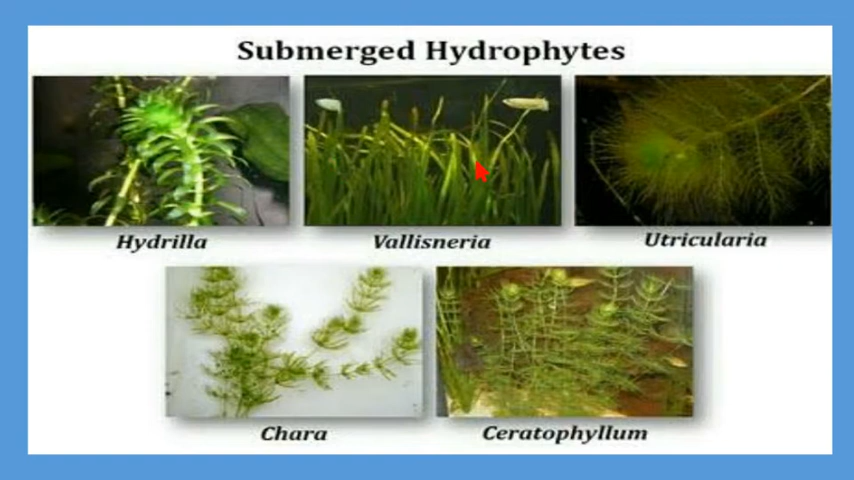 Submerged Hydrophytes
Hydrilla
Vallisneria
Utricularia
Chara
Ceratophyllum